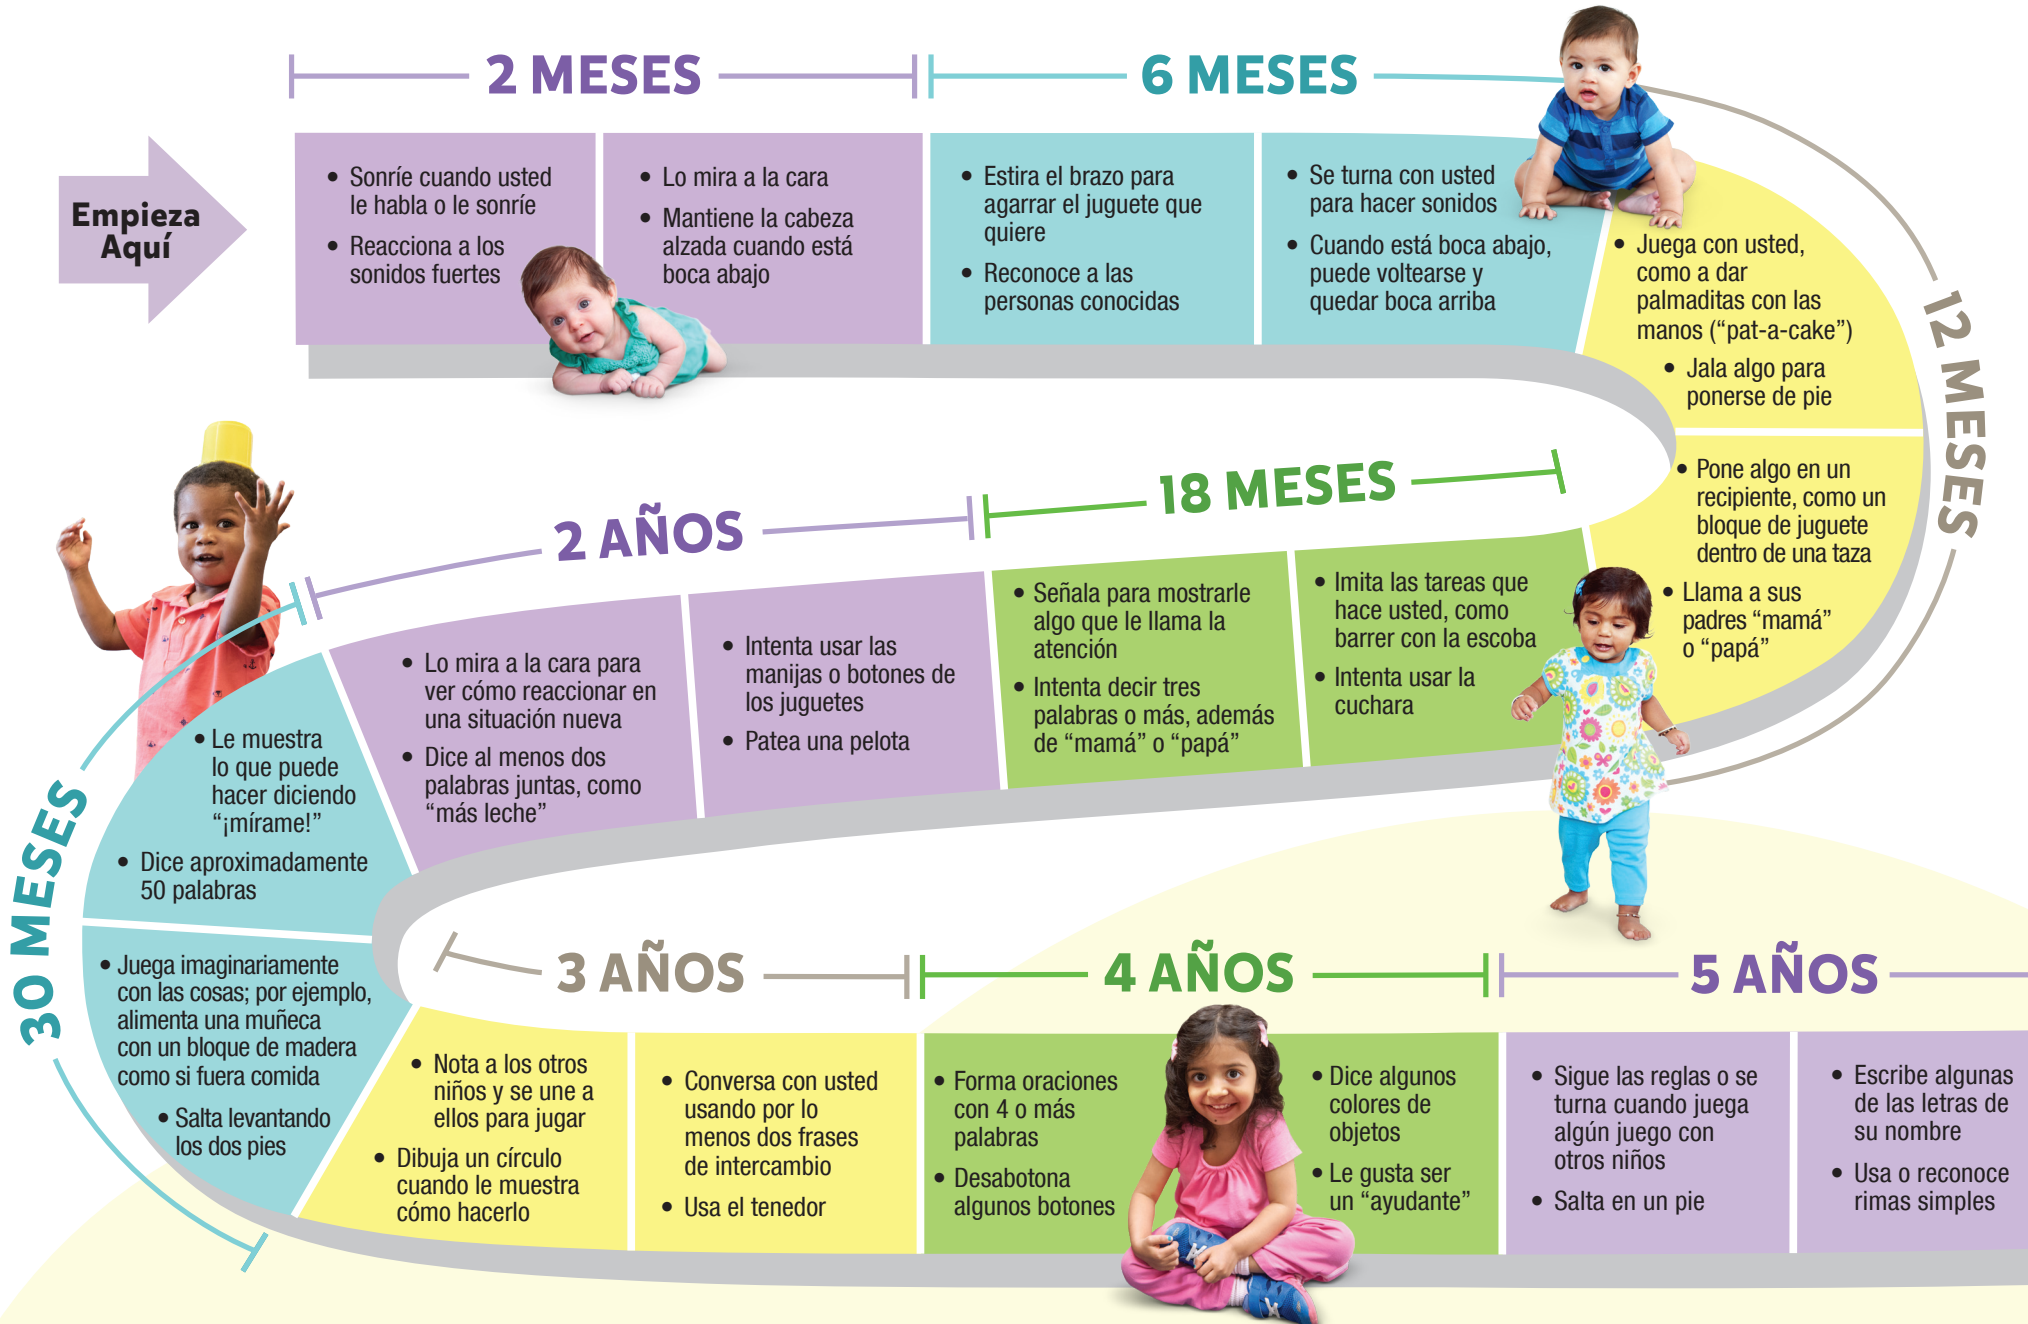 Empieza
Aquí
2 MESES
• Sonríe cuando usted
le habla o le sonríe
• Reacciona a los
sonidos fuertes
• Lo mira a la cara
• Mantiene la cabeza
alzada cuando está
boca abajo
6 MESES
• Estira el brazo para
agarrar el juguete que
quiere
• Reconoce a las
personas conocidas
• Se turna con usted
para hacer sonidos
• Cuando está boca abajo,
puede voltearse y
quedar boca arriba
12 MESES
• Juega con usted,
como a dar
palmaditas con las
manos (“pat-a-cake”)
• Jala algo para
ponerse de pie
• Pone algo en un
recipiente, como un
bloque de juguete
dentro de una taza
• Llama a sus
padres “mamá”
o “papá”
18 MESES
• Señala para mostrarle
algo que le llama la
atención
• Intenta decir tres
palabras o más, además
de “mamá” o “papá”
• Imita las tareas que
hace usted, como
barrer con la escoba
• Intenta usar la
cuchara
2 AÑOS
• Lo mira a la cara para
ver cómo reaccionar en
una situación nueva
• Dice al menos dos
palabras juntas, como
“más leche”
• Intenta usar las
manijas o botones de
los juguetes
• Patea una pelota
30 MESES
• Le muestra
lo que puede
hacer diciendo
“¡mírame!”
• Dice aproximadamente
50 palabras
• Juega imaginariamente
con las cosas; por ejemplo,
alimenta una muñeca
con un bloque de madera
como si fuera comida
• Salta levantando
los dos pies
3 AÑOS
• Nota a los otros
niños y se une a
ellos para jugar
• Dibuja un círculo
cuando le muestra
cómo hacerlo
• Conversa con usted
usando por lo
menos dos frases
de intercambio
• Usa el tenedor
4 AÑOS
• Forma oraciones
con 4 o más
palabras
• Desabotona
algunos botones
• Dice algunos
colores de
objetos
• Le gusta ser
un “ayudante”
5 AÑOS
• Sigue las reglas o se
turna cuando juega
algún juego con
otros niños
• Salta en un pie
• Escribe algunas
de las letras de
su nombre
• Usa o reconoce
rimas simples